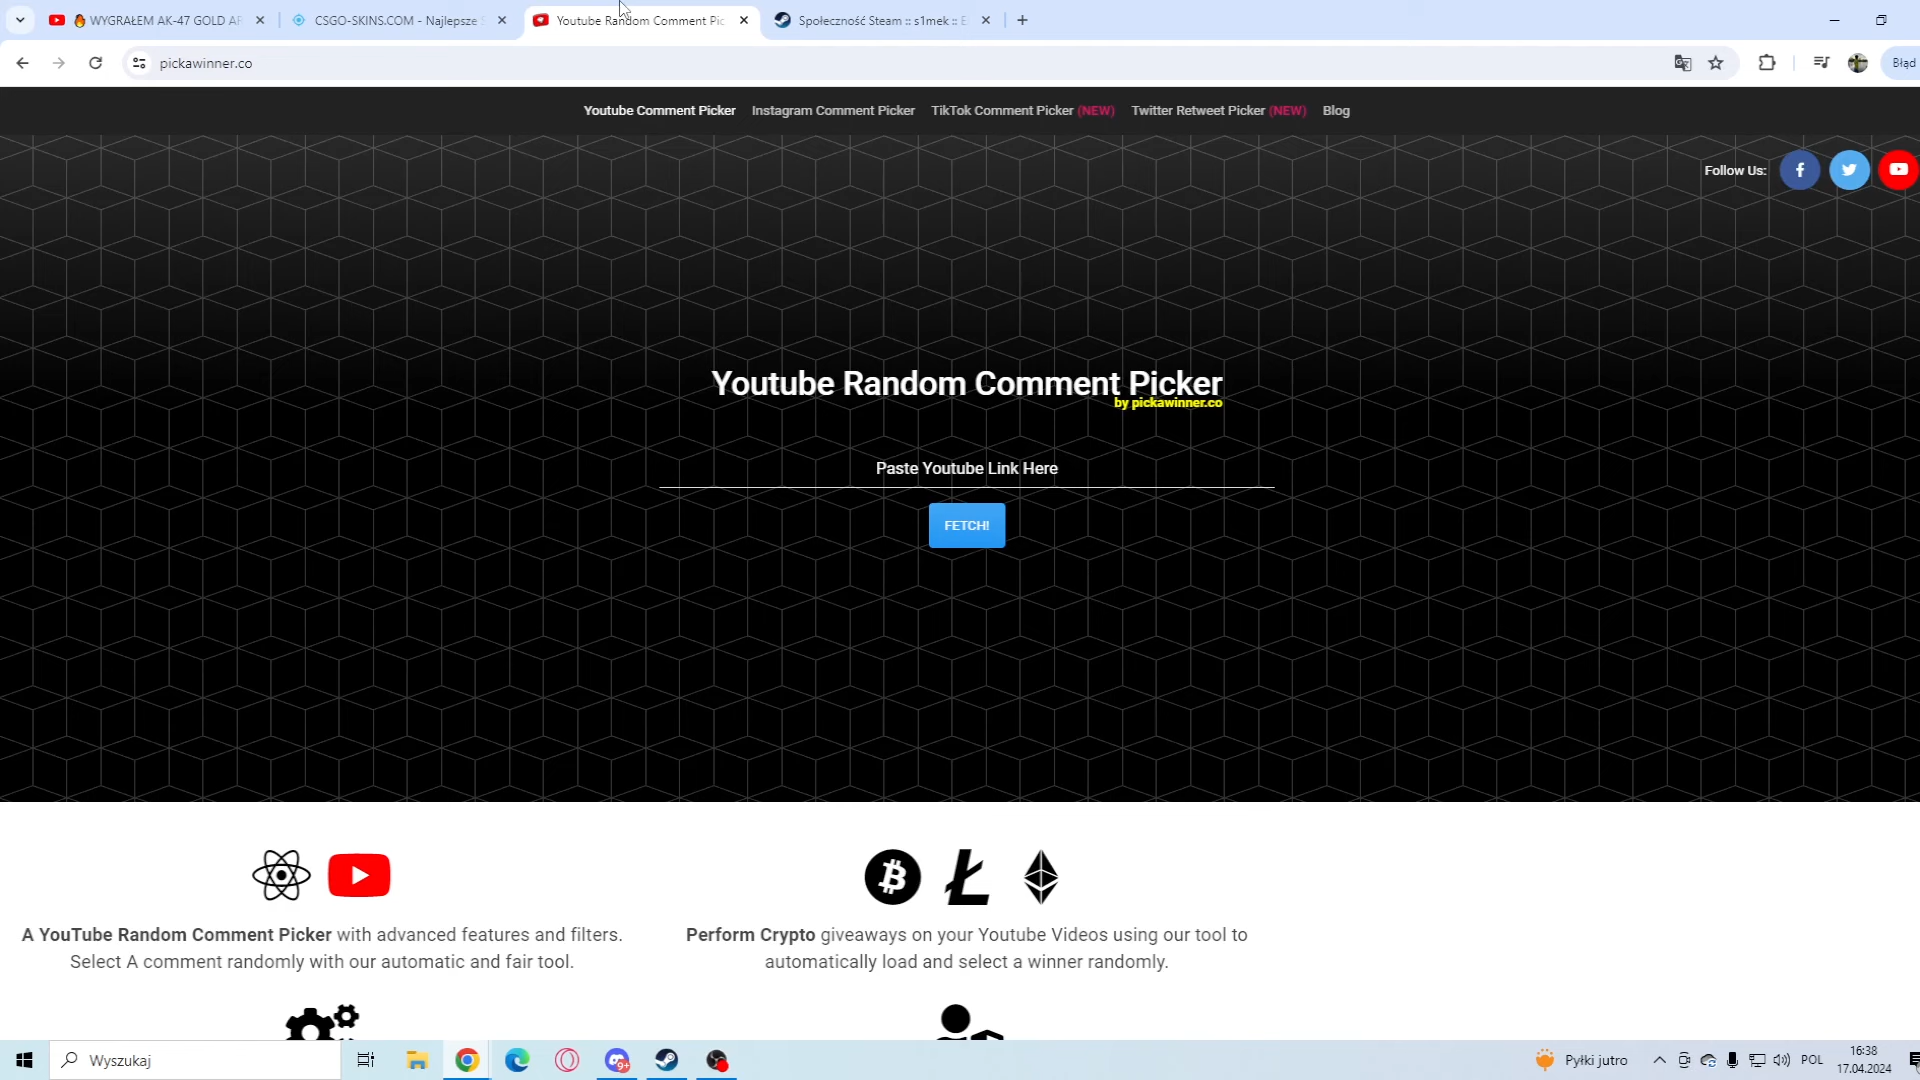 WYGRAŁEM AK-47 GOLD AR
CSGO-SKINS.COM - Najlepsze S
Youtube Random Comment Pic
Społeczność Steam :: s1mek :: E
pickawinner.co
Błąd
Youtube Comment Picker
Instagram Comment Picker
TikTok Comment Picker (NEW)
Twitter Retweet Picker (NEW)
Blog
Follow Us:
Youtube Random Comment Picker
by pickawinner.co
Paste Youtube Link Here
FETCH!
A YouTube Random Comment Picker with advanced features and filters.
Select A comment randomly with our automatic and fair tool.
Perform Crypto giveaways on your Youtube Videos using our tool to
automatically load and select a winner randomly.
Wyszukaj
9+
Pyłki jutro
POL
16:38
17.04.2024